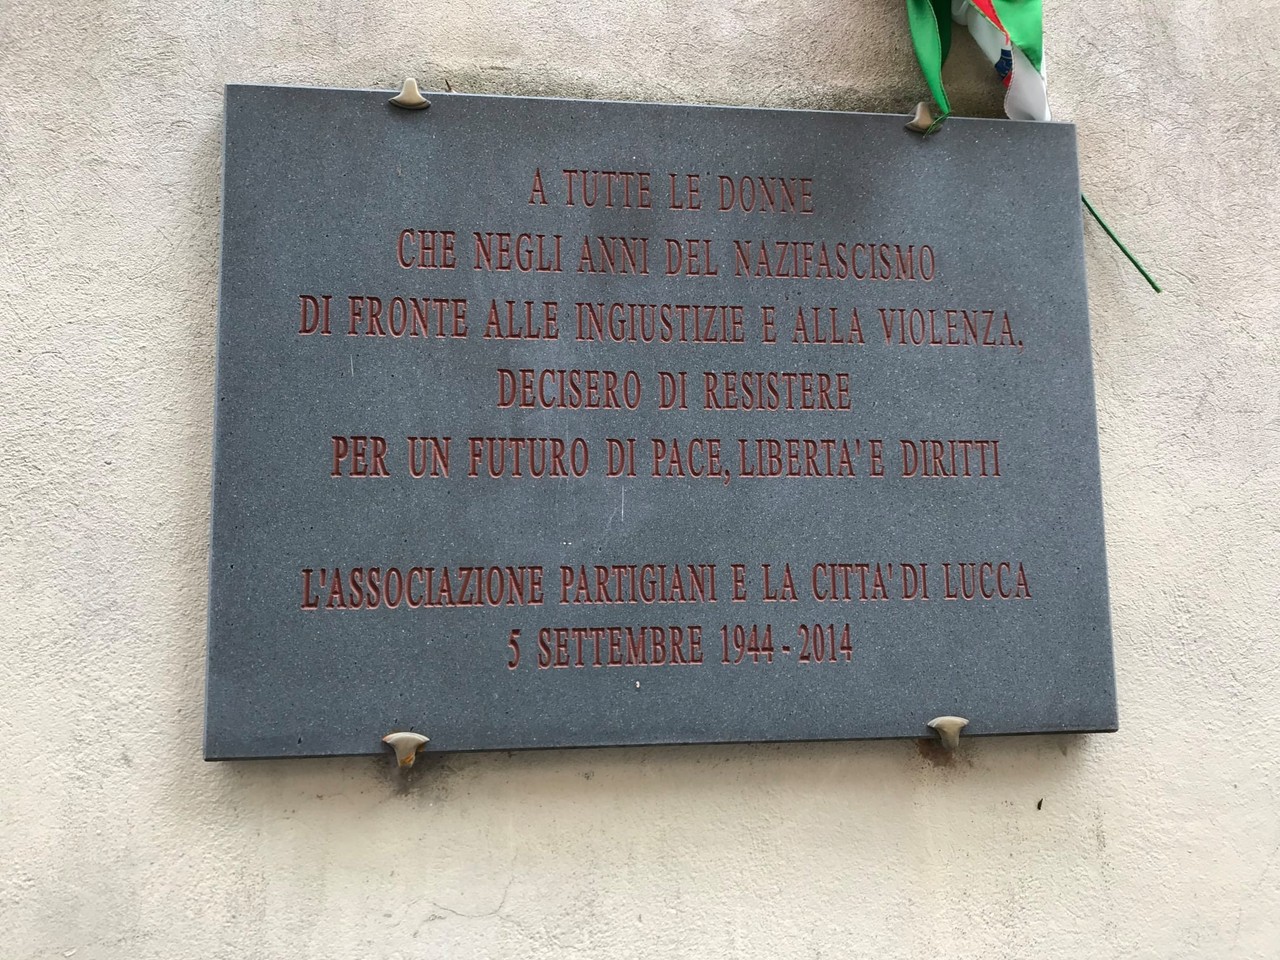 A TUTTE LE DONNE
CHE NEGLI ANNI DEL NAZIFASCISMO
DI FRONTE ALLE INGIUSTIZIE E ALLA VIOLENZA,
DECISERO DI RESISTERE
PER UN FUTURO DI PACE, LIBERTA' E DIRITTI
L'ASSOCIAZIONE PARTIGIANI E LA CITTA' DI LUCCA
5 SETTEMBRE 1944 - 2014